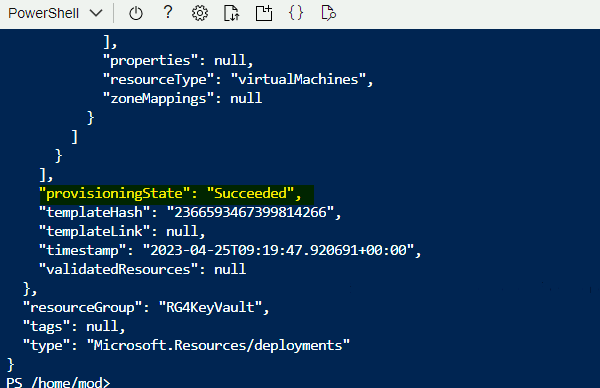 PowerShell
],
"properties": null,
"resourceType": "virtualMachines",
"zoneMappings": null
}
]
}
],
"provisioningState": "Succeeded",
"templateHash": "2366593467399814266",
"templateLink": null,
"timestamp": "2023-04-25T09:19:47.920691+00:00",
"validatedResources": null
},
"resourceGroup": "RG4KeyVault",
"tags": null,
"type": "Microsoft.Resources/deployments"
}
PS /home/mod>